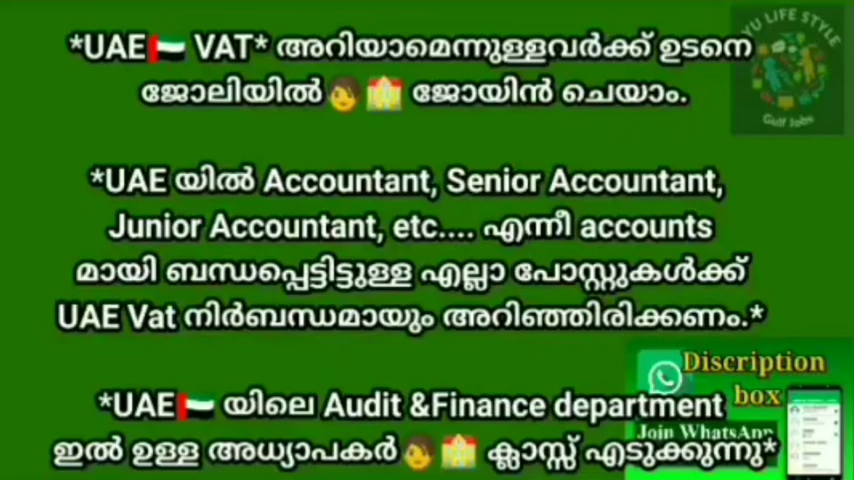 *UAE🇦🇪 VAT* അറിയാമെന്നുള്ളവർക്ക് ഉടനെ
ജോലിയിൽ🧑🏫 ജോയിൻ ചെയാം.
YU LIFE STYLE
Gulf Jobs
*UAE യിൽ Accountant, Senior Accountant,
Junior Accountant, etc.... എന്നീ accounts
മായി ബന്ധപ്പെട്ടിട്ടുള്ള എല്ലാ പോസ്റ്റുകൾക്ക്
UAE Vat നിർബന്ധമായും അറിഞ്ഞിരിക്കണം.*
*UAE🇦🇪 യിലെ Audit &Finance department
ഇൽ ഉള്ള അധ്യാപകർ🧑🏫 ക്ലാസ്സ് എടുക്കുന്നു*
Discription
box
Join WhatsApp